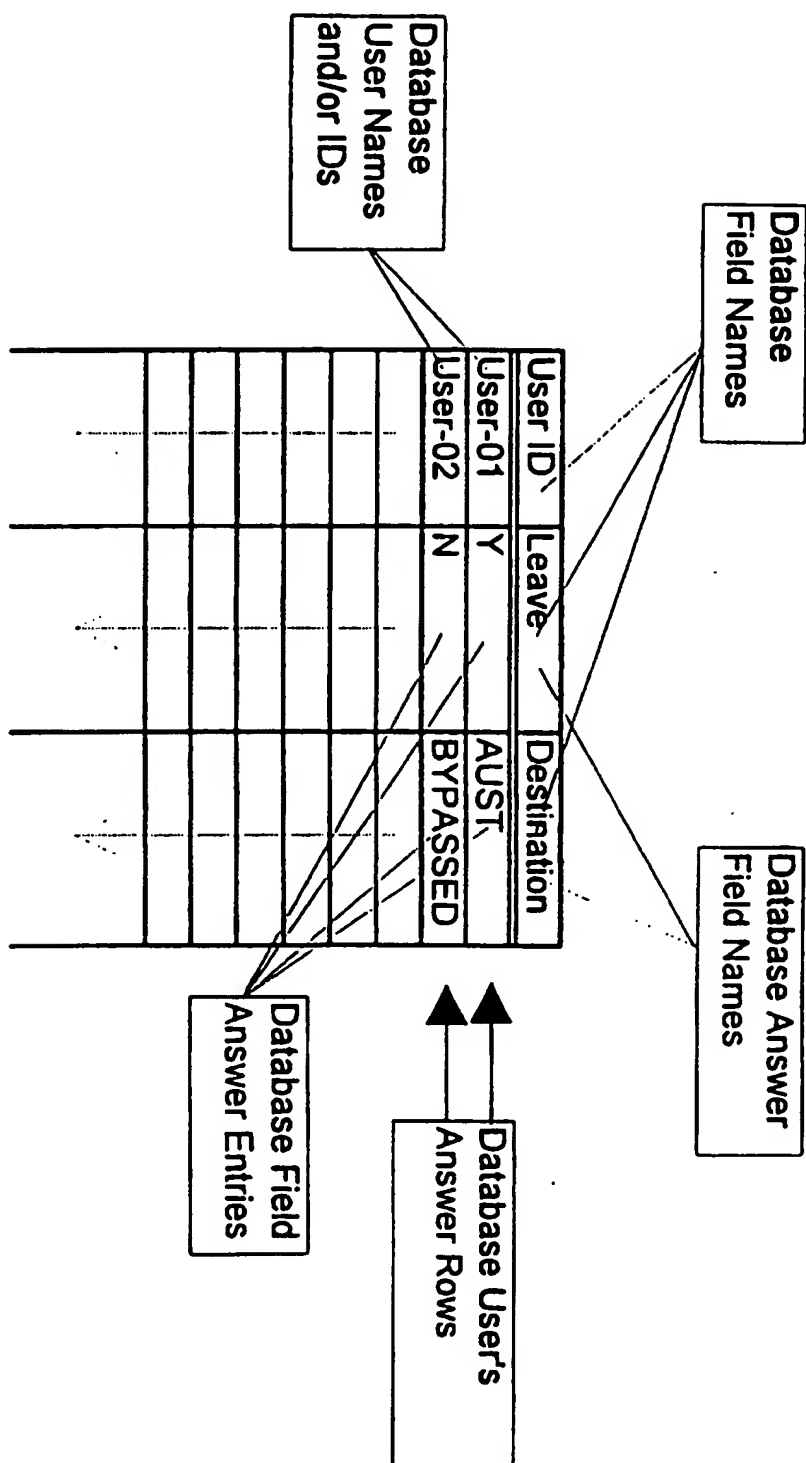 Database
Field Names
Database Answer
Field Names
Database
User Names
and/or IDs
User ID Leave Destination
User-01 Y AUST
User-02 N BYPASSED
Database User's
Answer Rows
Database Field
Answer Entries